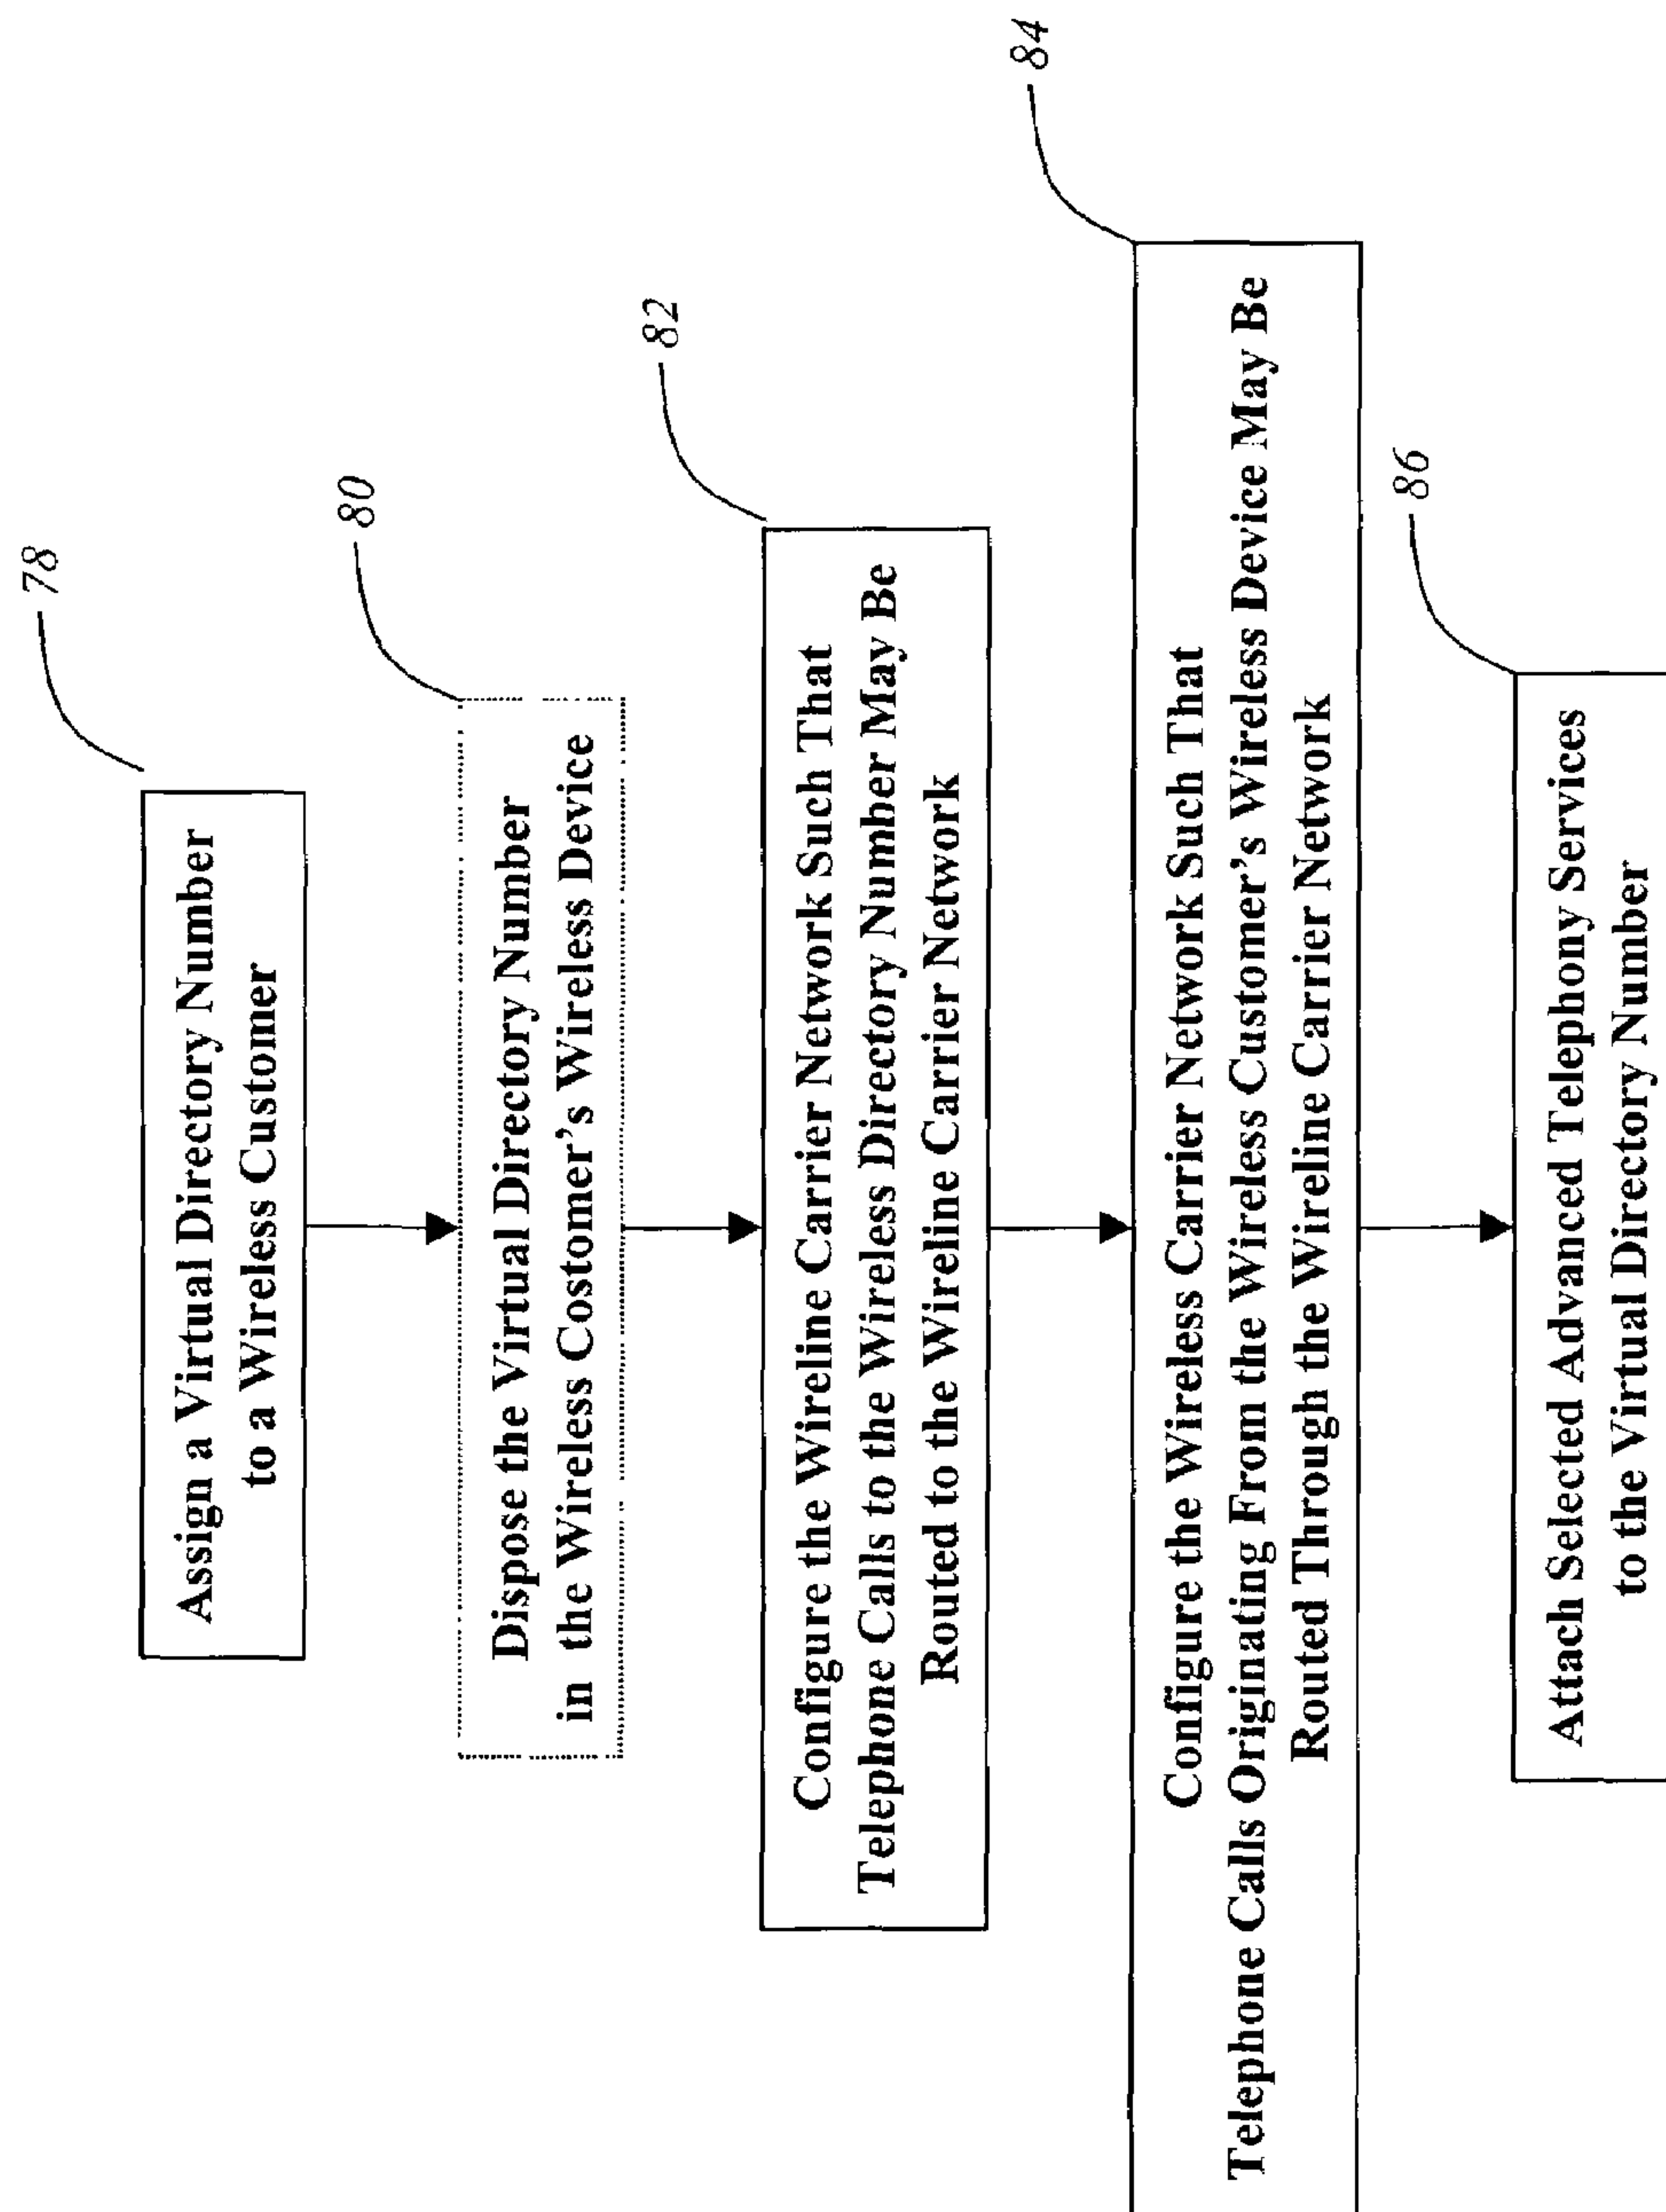 78
Assign a Virtual Directory Number
to a Wireless Customer
80
Dispose the Virtual Directory Number
in the Wireless Costomer's Wireless Device
82
Configure the Wireline Carrier Network Such That
Telephone Calls to the Wireless Directory Number May Be
Routed to the Wireline Carrier Network
84
Configure the Wireless Carrier Network Such That
Telephone Calls Originating From the Wireless Customer's Wireless Device May Be
Routed Through the Wireline Carrier Network
86
Attach Selected Advanced Telephony Services
to the Virtual Directory Number